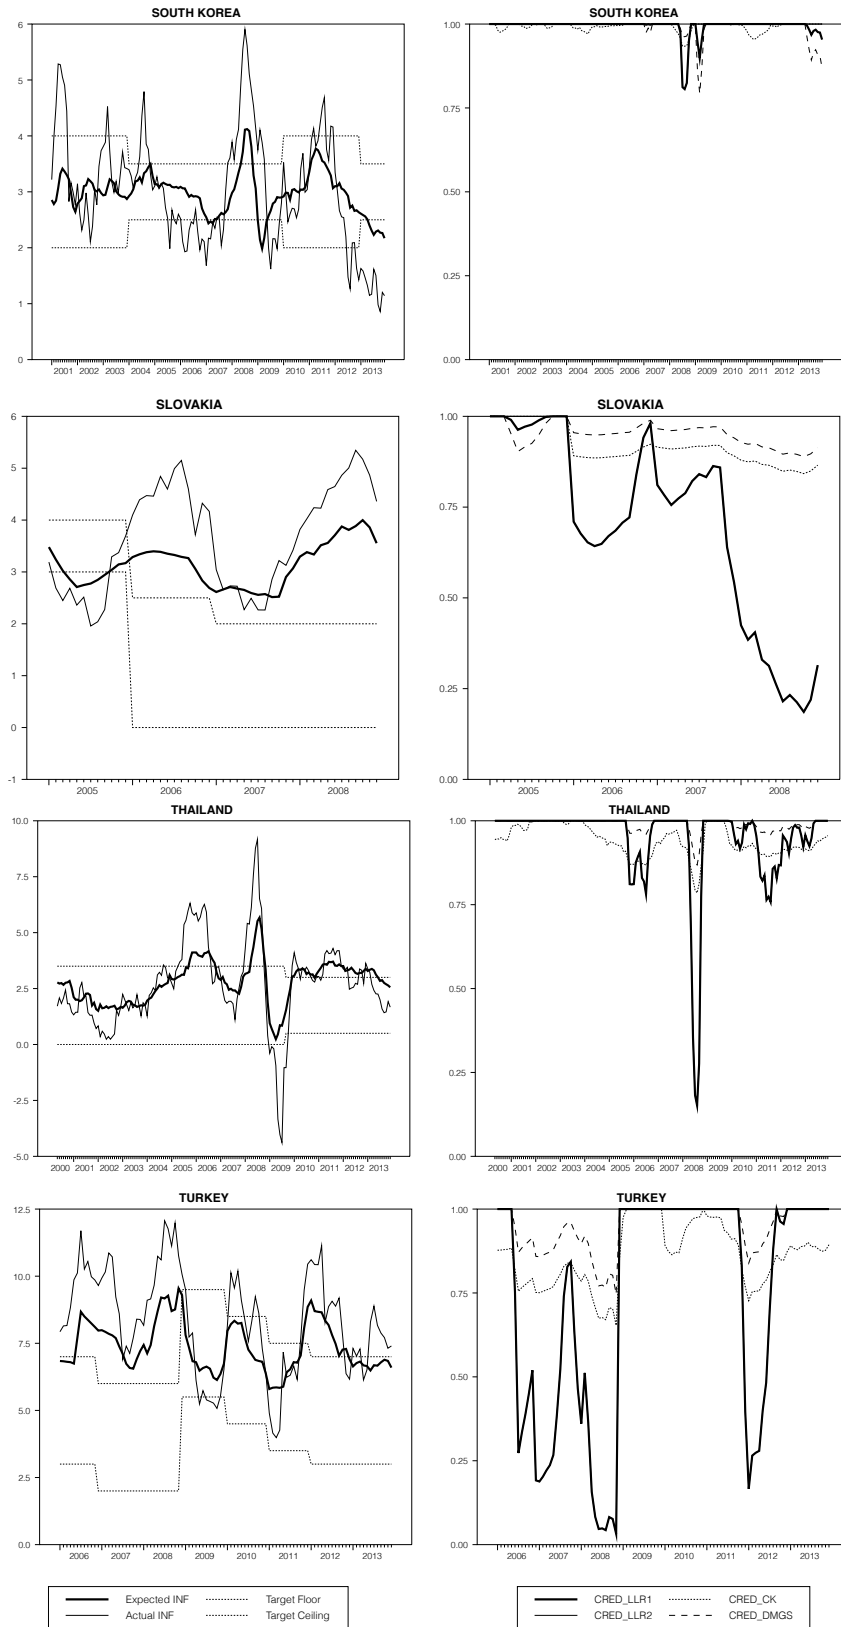 SOUTH KOREA
6
5
4
3
2
1
0
2001 2002 2003 2004 2005 2006 2007 2008 2009 2010 2011 2012 2013
SOUTH KOREA
1.00
0.75
0.50
0.25
0.00
2001 2002 2003 2004 2005 2006 2007 2008 2009 2010 2011 2012 2013
SLOVAKIA
6
5
4
3
2
1
0
-1
2005 2006 2007 2008
SLOVAKIA
1.00
0.75
0.50
0.25
0.00
2005 2006 2007 2008
THAILAND
10.0
7.5
5.0
2.5
0.0
-2.5
-5.0
2000 2001 2002 2003 2004 2005 2006 2007 2008 2009 2010 2011 2012 2013
THAILAND
1.00
0.75
0.50
0.25
0.00
2000 2001 2002 2003 2004 2005 2006 2007 2008 2009 2010 2011 2012 2013
TURKEY
12.5
10.0
7.5
5.0
2.5
0.0
2006 2007 2008 2009 2010 2011 2012 2013
TURKEY
1.00
0.75
0.50
0.25
0.00
2006 2007 2008 2009 2010 2011 2012 2013
Expected INF Target Floor
Actual INF Target Ceiling
CRED_LLR1 CRED_CK
CRED_LLR2 CRED_DMGS